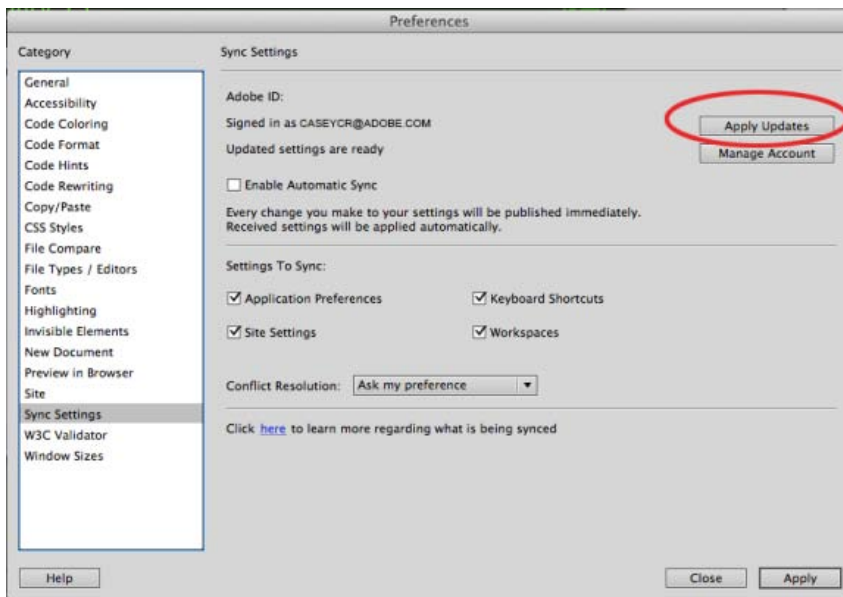 Preferences
Category
General
Accessibility
Code Coloring
Code Format
Code Hints
Code Rewriting
Copy/Paste
CSS Styles
File Compare
File Types / Editors
Fonts
Highlighting
Invisible Elements
New Document
Preview in Browser
Site
Sync Settings
W3C Validator
Window Sizes
Sync Settings
Adobe ID:
Signed in as CASEYCR@ADOBE.COM
Apply Updates
Updated settings are ready
Manage Account
Enable Automatic Sync
Every change you make to your settings will be published immediately.
Received settings will be applied automatically.
Settings To Sync:
Application Preferences
Keyboard Shortcuts
Site Settings
Workspaces
Conflict Resolution: Ask my preference
Click here to learn more regarding what is being synced
Help
Close
Apply